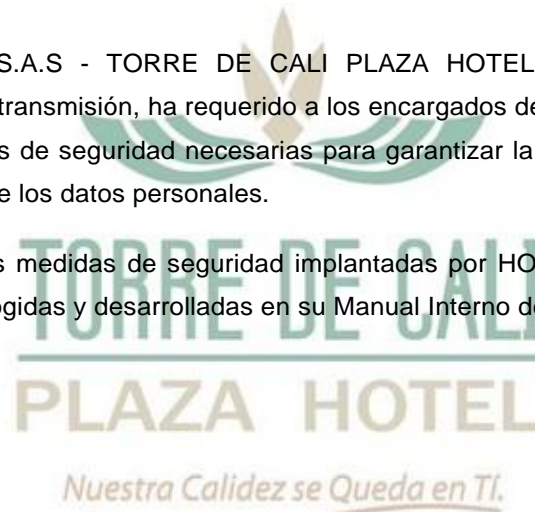 S.A.S - TORRE DE CALI PLAZA HOTEL
transmisión, ha requerido a los encargados de
s de seguridad necesarias para garantizar la
e los datos personales.
s medidas de seguridad implantadas por HO
ogidas y desarrolladas en su Manual Interno d
TORRE DE CALI
PLAZA HOTEL
Nuestra Calidez se Queda en Tí.